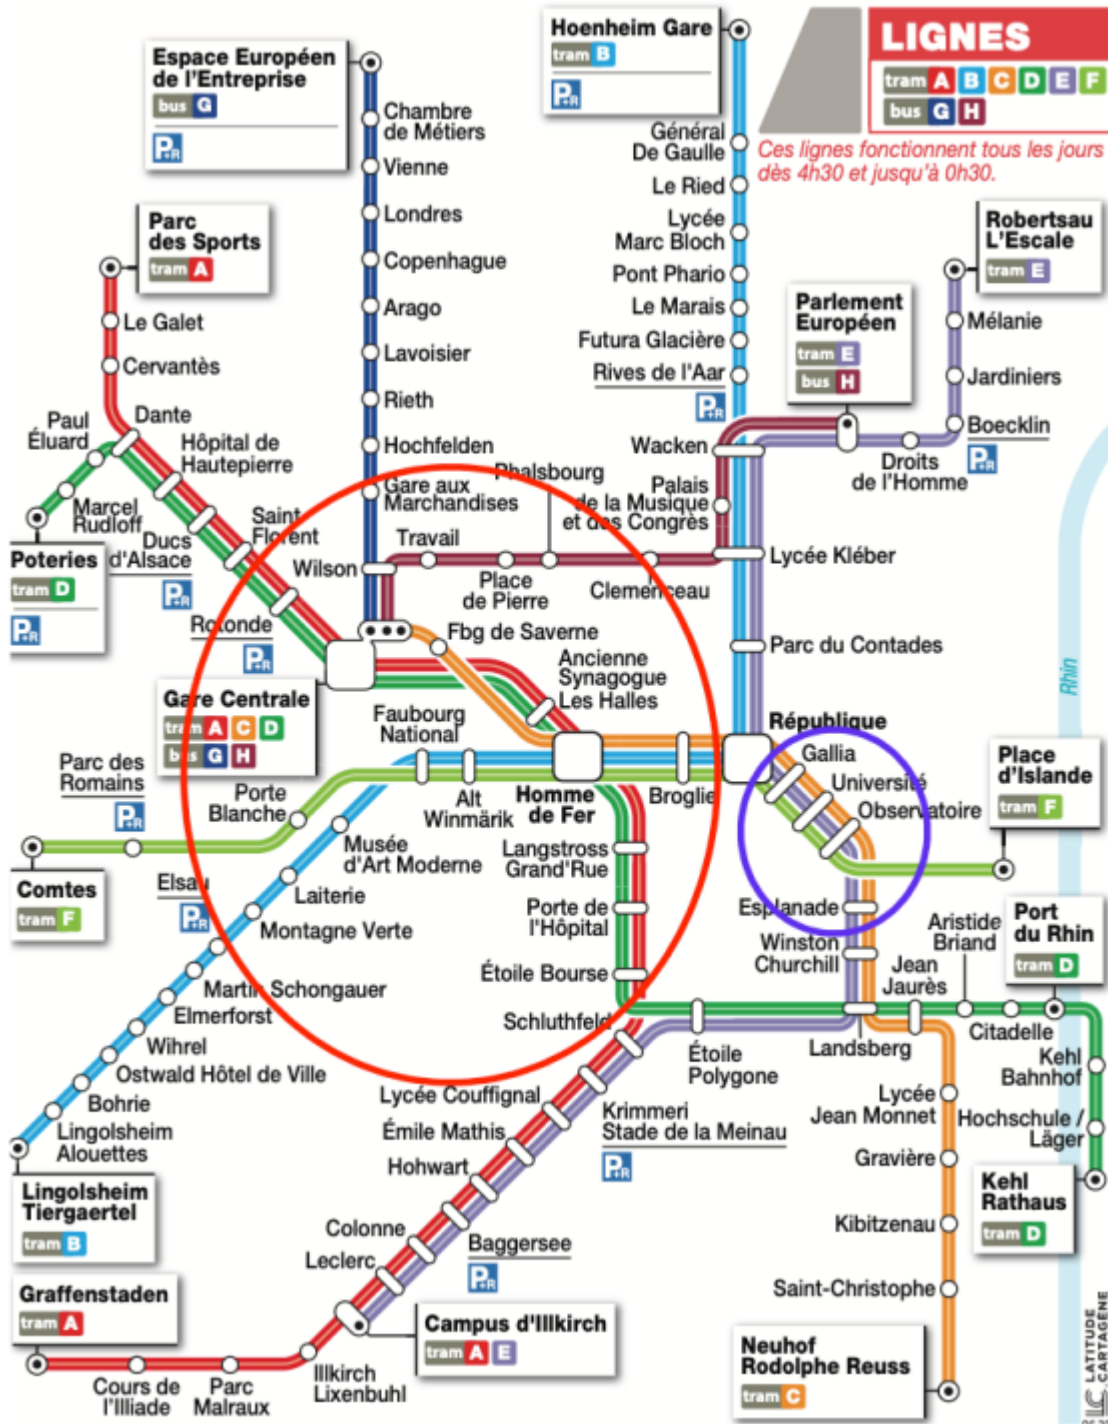 LIGNES
tram A B C D E F
bus G H
Ces lignes fonctionnent tous les jours
dès 4h30 et jusqu'à 0h30.
Hoenheim Gare
tram B
P+R
Espace Européen
de l'Entreprise
bus G
P+R
Chambre
de Métiers
Vienne
Londres
Copenhague
Arago
Lavoisier
Rieth
Hochfelden
Gare aux
Marchandises
Général
De Gaulle
Le Ried
Lycée
Marc Bloch
Pont Phario
Le Marais
Futura Glacière
Rives de l'Aar
P+R
Robertsau
L'Escale
tram E
Mélanie
Jardiniers
Boecklin
P+R
Droits
de l'Homme
Parlement
Européen
tram E
bus H
Parc
des Sports
tram A
Le Galet
Cervantès
Dante
Paul
Éluard
Marcel
Rudloff
Poteries
tram D
P+R
Hôpital de
Hautepierre
Ducs
d'Alsace
P+R
Saint
Florent
Rotonde
P+R
Wilson
Travail
Place
de Pierre
Phalsbourg
Clemenceau
Wacken
Palais
de la Musique
et des Congrès
Lycée Kléber
Parc du Contades
République
Gare Centrale
tram A C D
bus G H
Fbg de Saverne
Ancienne
Synagogue
Les Halles
Faubourg
National
Alt
Winmärik
Homme
de Fer
Broglie
Gallia
Université
Observatoire
Place
d'Islande
tram F
Parc des
Romains
P+R
Porte
Blanche
Comtes
tram F
Musée
d'Art Moderne
Laiterie
Montagne Verte
Elsau
P+R
Martin Schongauer
Elmerforst
Wihrel
Ostwald Hôtel de Ville
Bohrie
Lingolsheim
Alouettes
Lingolsheim
Tiergaertel
tram B
Langstross
Grand'Rue
Porte de
l'Hôpital
Étoile Bourse
Schluthfeld
Krimmeri
Stade de la Meinau
P+R
Étoile
Polygone
Landsberg
Esplanade
Winston
Churchill
Jean
Jaurès
Aristide
Briand
Citadelle
Port
du Rhin
tram D
Kehl
Bahnhof
Hochschule /
Läger
Kehl
Rathaus
tram D
Lycée
Jean Monnet
Gravière
Kibitzenau
Saint-Christophe
Neuhof
Rodolphe Reuss
tram C
Lycée Couffignal
Émile Mathis
Hohwart
Colonne
Leclerc
Baggersee
P+R
Campus d'Illkirch
tram A E
Illkirch
Lixenbuhl
Parc
Malraux
Cours de
l'Illiade
Graffenstaden
tram A
Rhin
LATITUDE
CARTAGÈNE